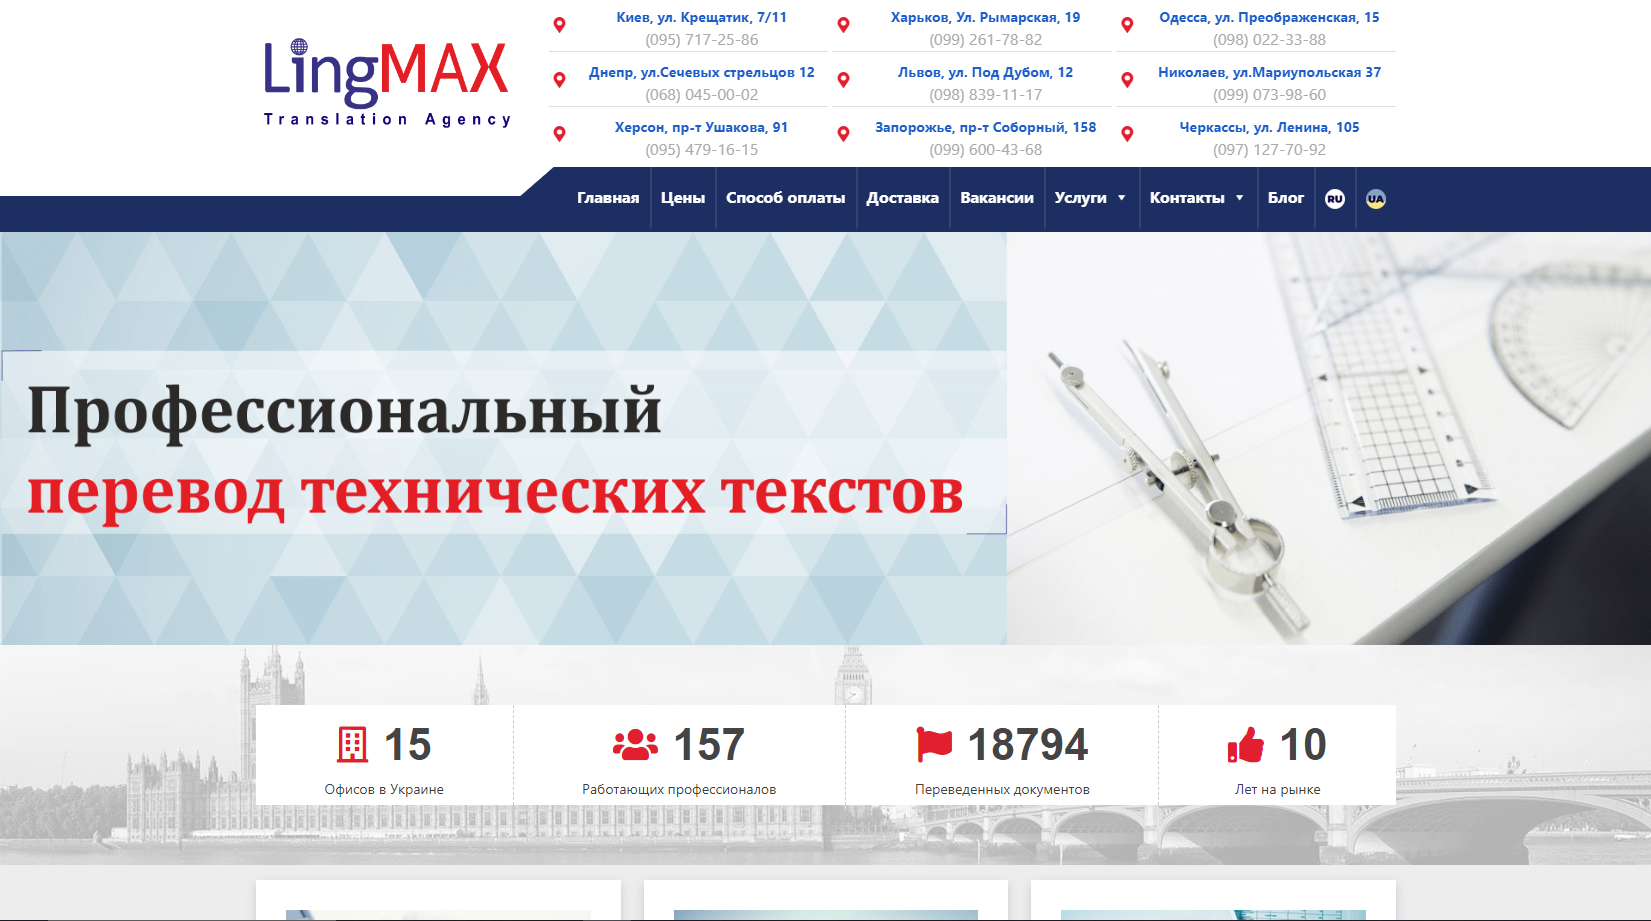 LingMAX
Translation Agency
Киев, ул. Крещатик, 7/11
(095) 717-25-86
Харьков, Ул. Рымарская, 19
(099) 261-78-82
Одесса, ул. Преображенская, 15
(098) 022-33-88
Днепр, ул.Сечевых стрельцов 12
(068) 045-00-02
Львов, ул. Под Дубом, 12
(098) 839-11-17
Николаев, ул.Мариупольская 37
(099) 073-98-60
Херсон, пр-т Ушакова, 91
(095) 479-16-15
Запорожье, пр-т Соборный, 158
(099) 600-43-68
Черкассы, ул. Ленина, 105
(097) 127-70-92
Главная Цены Способ оплаты Доставка Вакансии Услуги Контакты Блог RU UA
Профессиональный
перевод технических текстов
15 157 18794 10
Офисов в Украине Работающих профессионалов Переведенных документов Лет на рынке